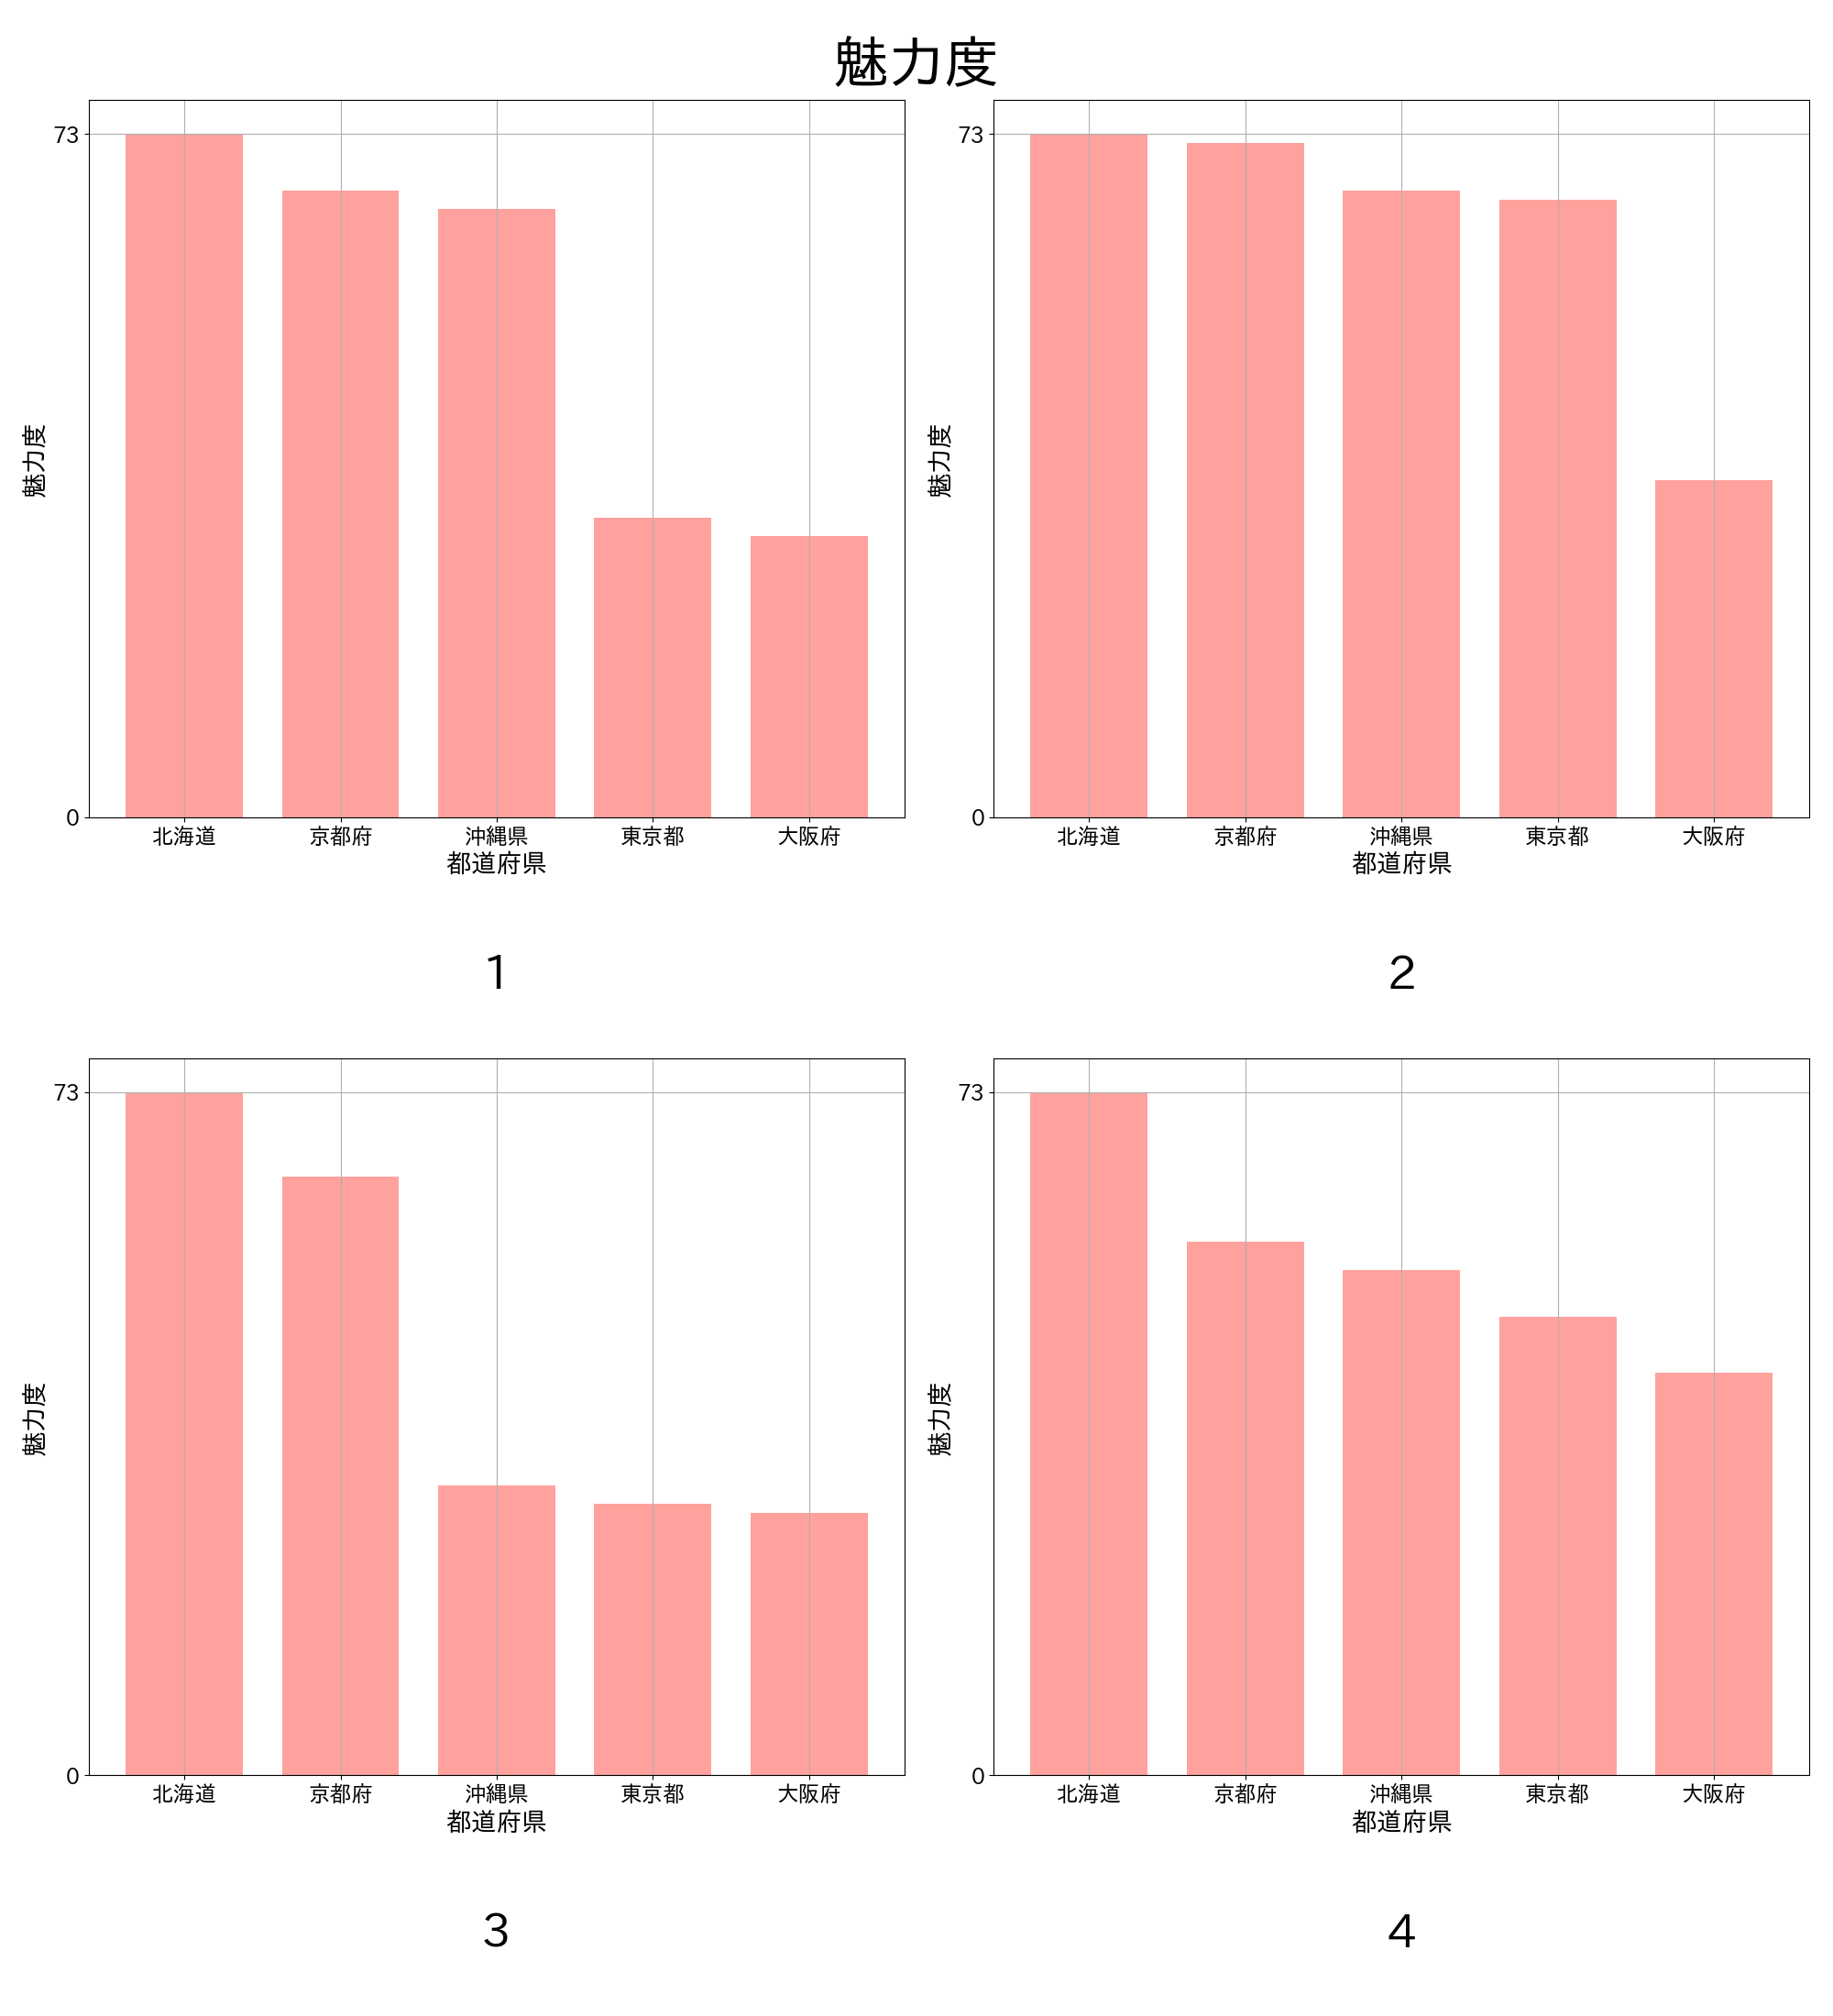 魅力度
73
0
魅力度
北海道 京都府 沖縄県 東京都 大阪府
都道府県
1
73
0
魅力度
北海道 京都府 沖縄県 東京都 大阪府
都道府県
2
73
0
魅力度
北海道 京都府 沖縄県 東京都 大阪府
都道府県
3
73
0
魅力度
北海道 京都府 沖縄県 東京都 大阪府
都道府県
4